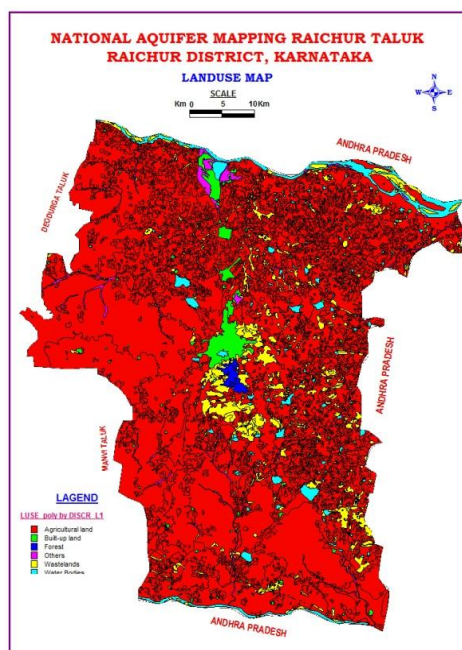 NATIONAL AQUIFER MAPPING RAICHUR TALUK
RAICHUR DISTRICT, KARNATAKA
LANDUSE MAP
SCALE
Km 0 5 10Km
N
W E
S
ANDHRA PRADESH
DEODURGA TALUK
ANDHRA PRADESH
MANVI TALUK
LAGEND
LUSE_poly by DISCR_L1
Agricultural land
Built-up land
Forest
Others
Wastelands
Water Bodies
ANDHRA PRADESH